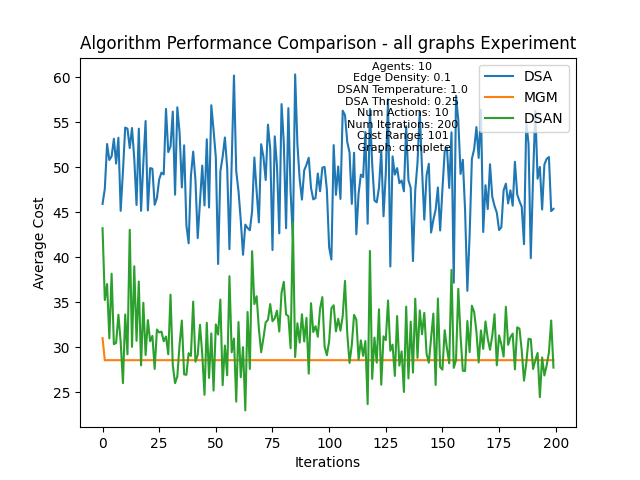 Algorithm Performance Comparison - all graphs Experiment
Agents: 10
Edge Density: 0.1
DSAN Temperature: 1.0
DSA Threshold: 0.25
Num Actions: 10
Num Iterations: 200
Cost Range: 101
Graph: complete
DSA
MGM
DSAN
Average Cost
60
55
50
45
40
35
30
25
0
25
50
75
100
125
150
175
200
Iterations